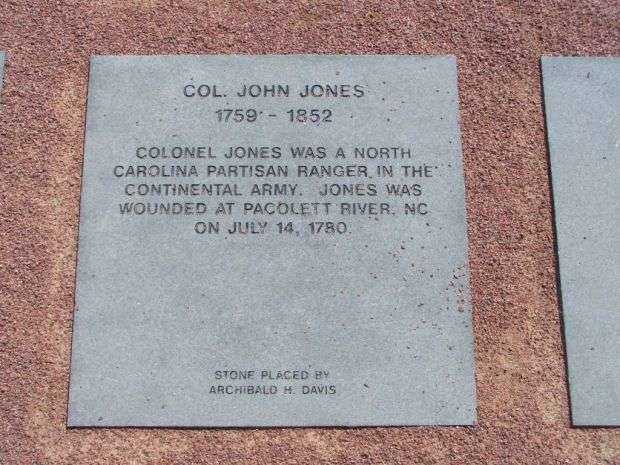 COL. JOHN JONES
1759 - 1852
COLONEL JONES WAS A NORTH
CAROLINA PARTISAN RANGER IN THE
CONTINENTAL ARMY. JONES WAS
WOUNDED AT PACOLETT RIVER, NC
ON JULY 14, 1780.
STONE PLACED BY
ARCHIBALD H. DAVIS